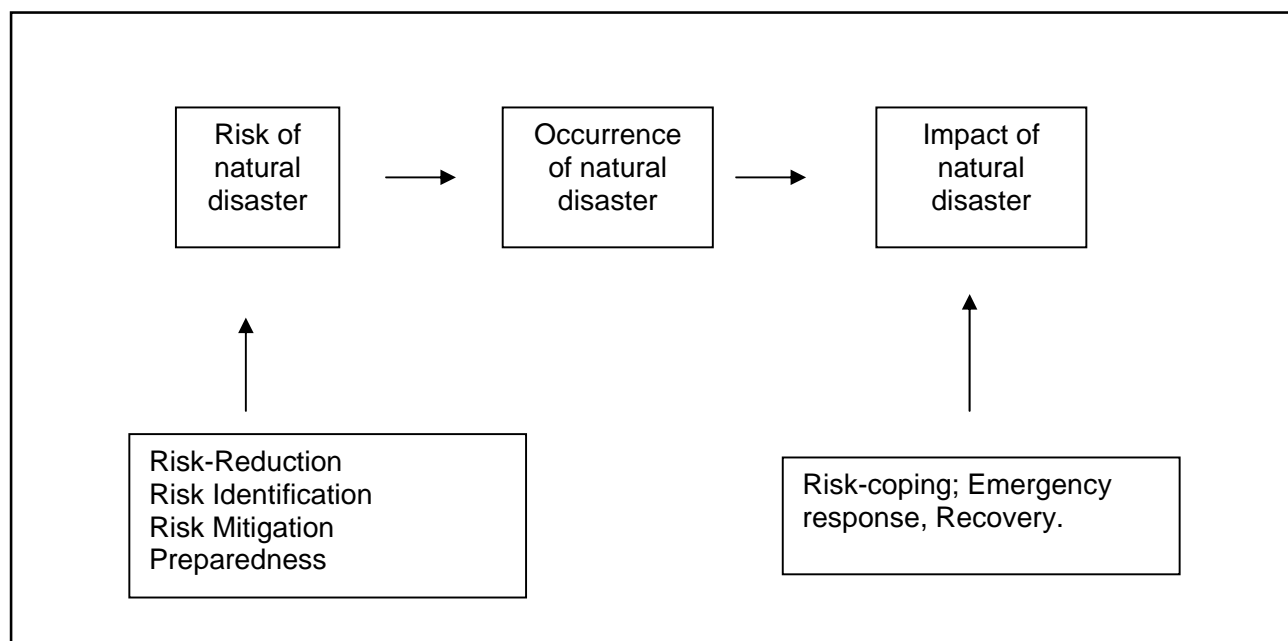 Risk of
natural
disaster
Occurrence
of natural
disaster
Impact of
natural
disaster
Risk-Reduction
Risk Identification
Risk Mitigation
Preparedness
Risk-coping; Emergency
response, Recovery.